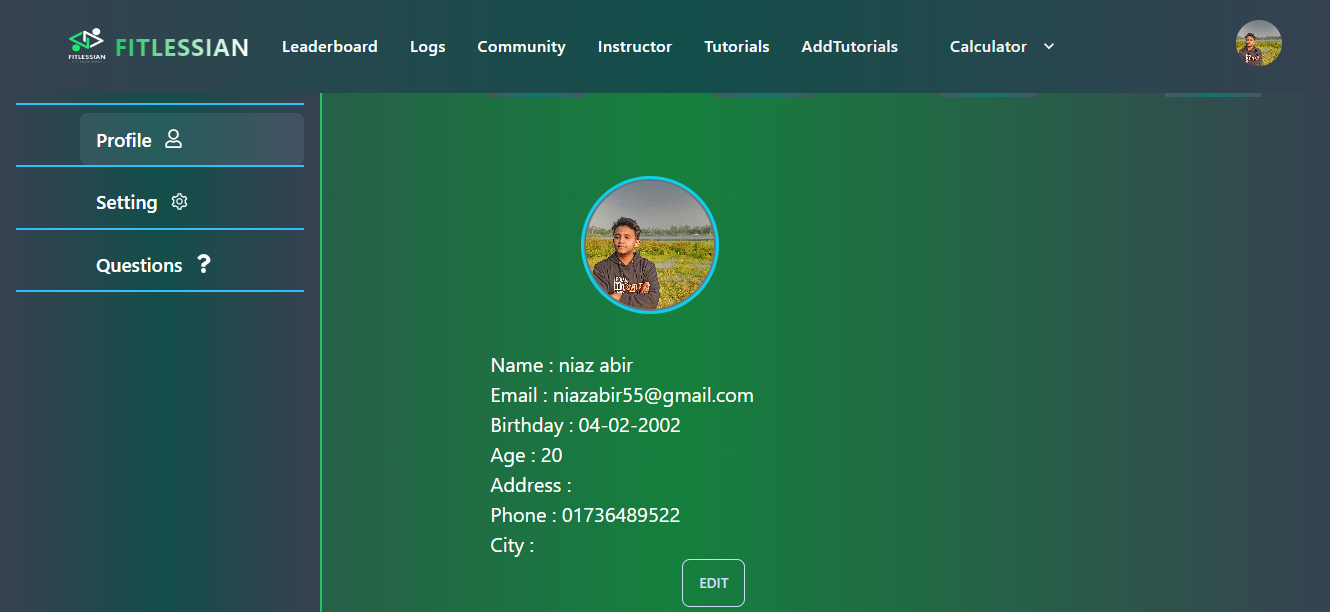 FITLESSIAN
FITLESSIAN
Leaderboard
Logs
Community
Instructor
Tutorials
AddTutorials
Calculator
Profile
Setting
Questions ?
Name : niaz abir
Email : niazabir55@gmail.com
Birthday : 04-02-2002
Age : 20
Address :
Phone : 01736489522
City :
EDIT